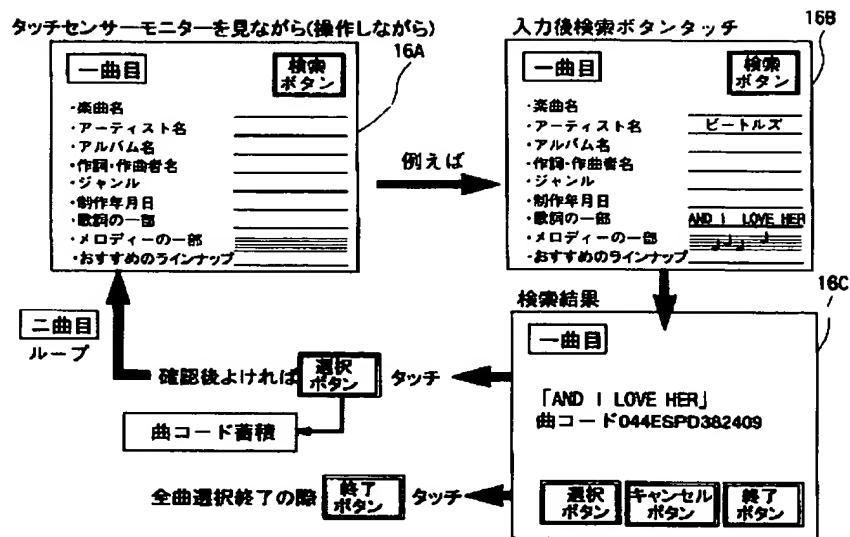 タッチセンサーモニターを見ながら(操作しながら)
16A
一曲目
検索
ボタン
・楽曲名
・アーティスト名
・アルバム名
・作詞・作曲者名
・ジャンル
・制作年月日
・歌詞の一部
・メロディーの一部
・おすすめのラインナップ
例えば
入力後検索ボタンタッチ
16B
一曲目
検索
ボタン
・楽曲名
・アーティスト名 ビートルズ
・アルバム名
・作詞・作曲者名
・ジャンル
・制作年月日
・歌詞の一部 AND I LOVE HER
・メロディーの一部
・おすすめのラインナップ
検索結果
16C
一曲目
「AND I LOVE HER」
曲コード044ESPD382409
選択
ボタン
キャンセル
ボタン
終了
ボタン
二曲目
ループ
確認後よければ 選択
ボタン タッチ
曲コード蓄積
全曲選択終了の際 終了
ボタン タッチ